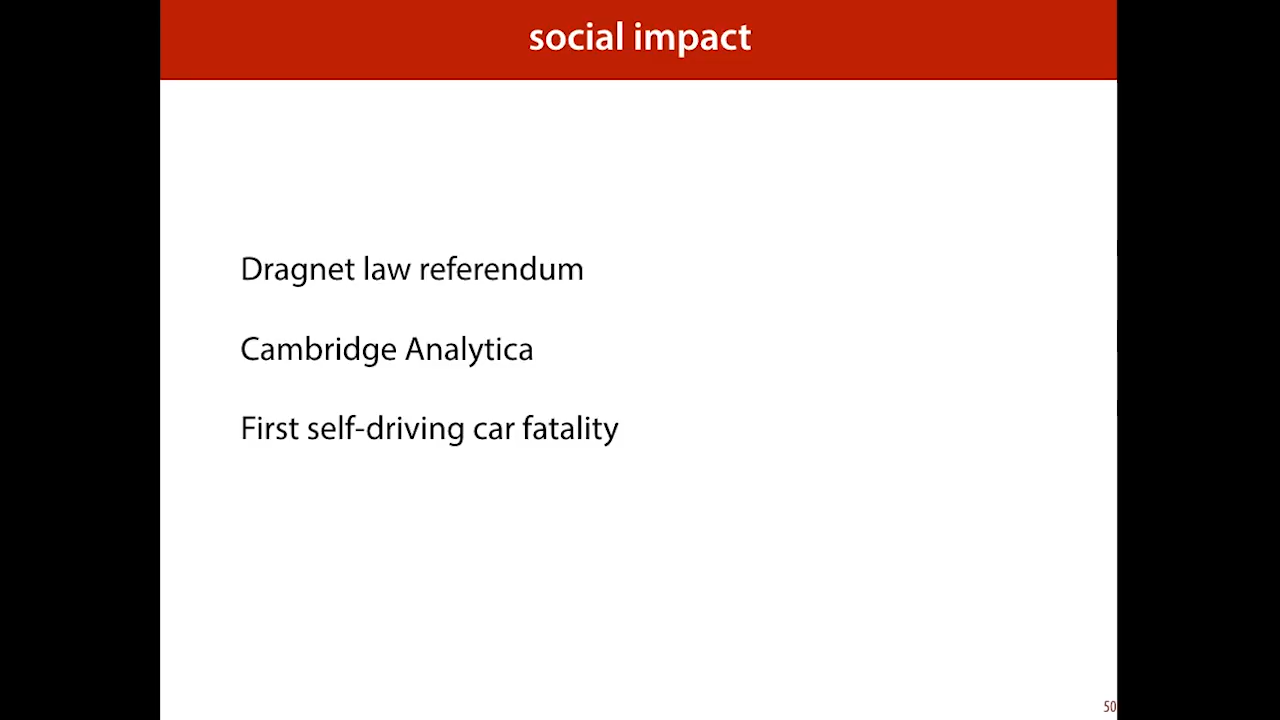 social impact
Dragnet law referendum
Cambridge Analytica
First self-driving car fatality
50